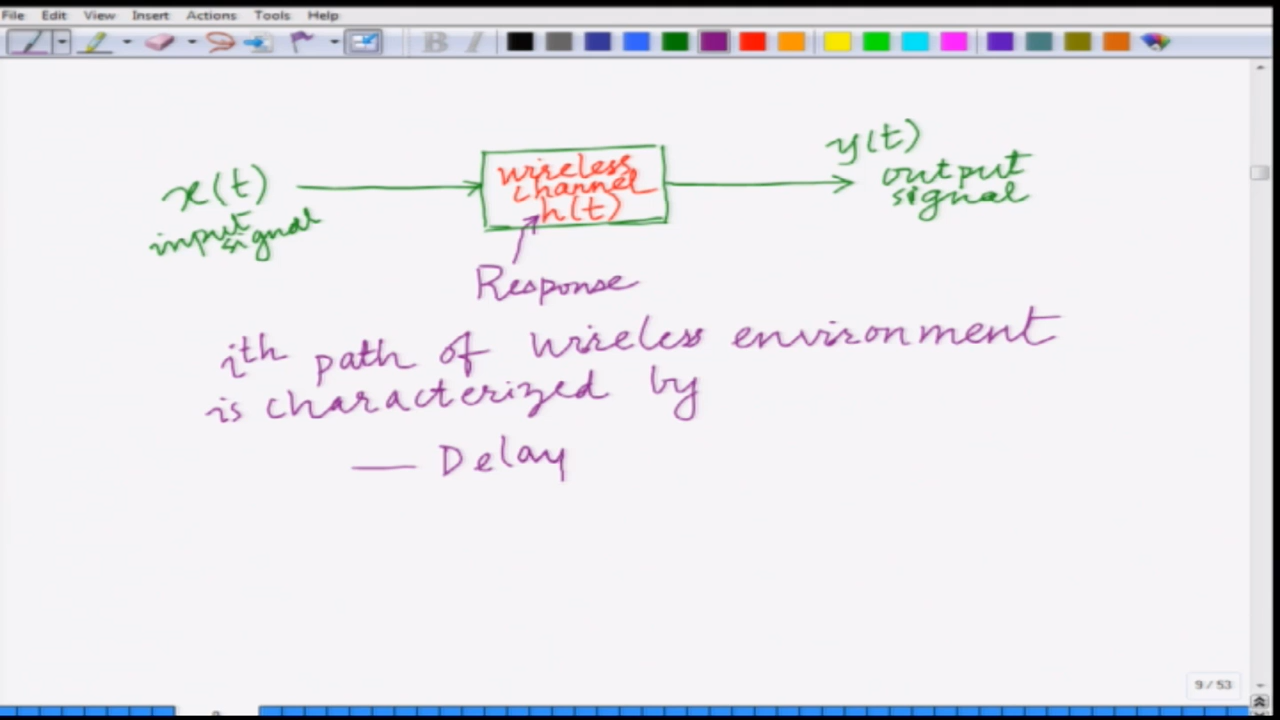 File Edit View Insert Actions Tools Help
B I
x(t)
input
signal
wireless
channel
h(t)
y(t)
output
signal
Response
ith path of wireless environment
is characterized by
— Delay
9 / 53